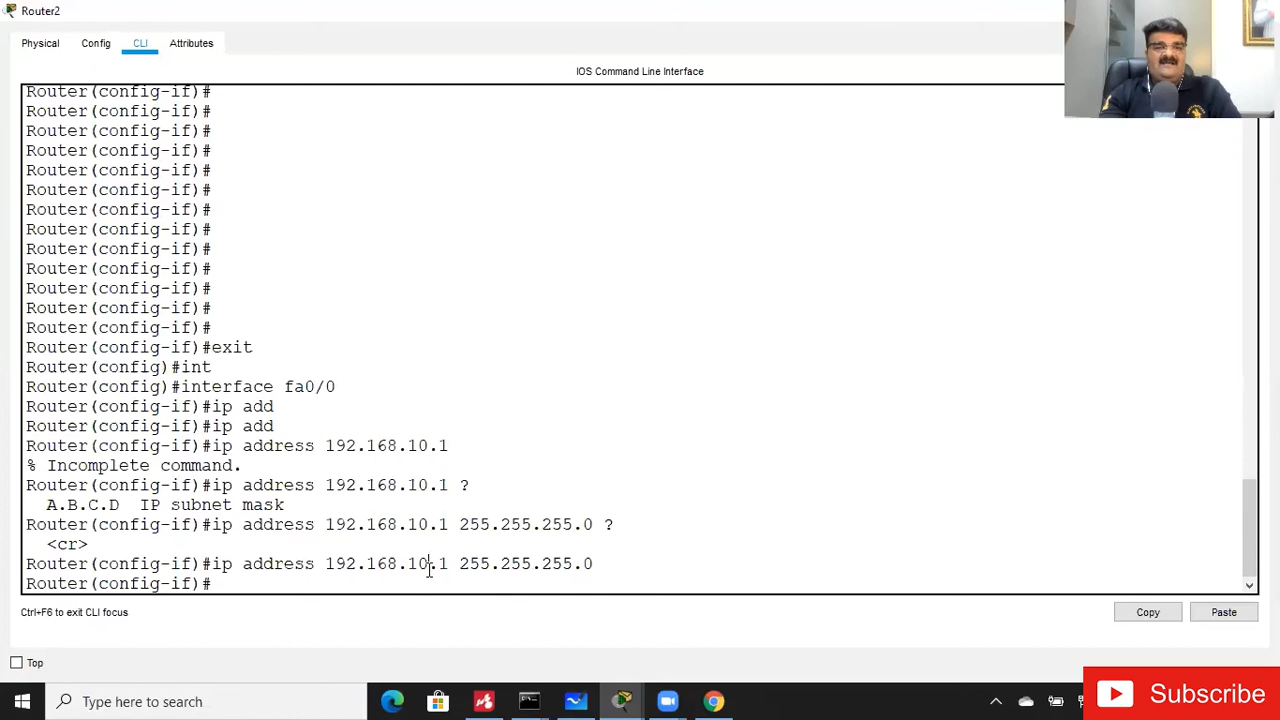 Router2
Physical
Config
CLI
Attributes
IOS Command Line Interface
Router(config-if)#
Router(config-if)#
Router(config-if)#
Router(config-if)#
Router(config-if)#
Router(config-if)#
Router(config-if)#
Router(config-if)#
Router(config-if)#
Router(config-if)#
Router(config-if)#
Router(config-if)#
Router(config-if)#
Router(config-if)#exit
Router(config)#int
Router(config)#interface fa0/0
Router(config-if)#ip add
Router(config-if)#ip add
Router(config-if)#ip address 192.168.10.1
% Incomplete command.
Router(config-if)#ip address 192.168.10.1 ?
A.B.C.D IP subnet mask
Router(config-if)#ip address 192.168.10.1 255.255.255.0 ?
<cr>
Router(config-if)#ip address 192.168.10.1 255.255.255.0
Router(config-if)#
Ctrl+F6 to exit CLI focus
Copy
Paste
Top
Type here to search
Subscribe